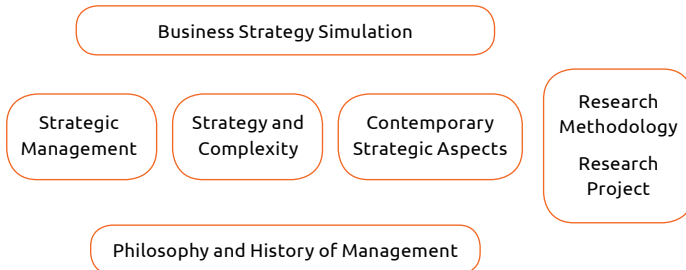 Business Strategy Simulation
Strategic
Management
Strategy and
Complexity
Contemporary
Strategic Aspects
Research
Methodology
Research
Project
Philosophy and History of Management